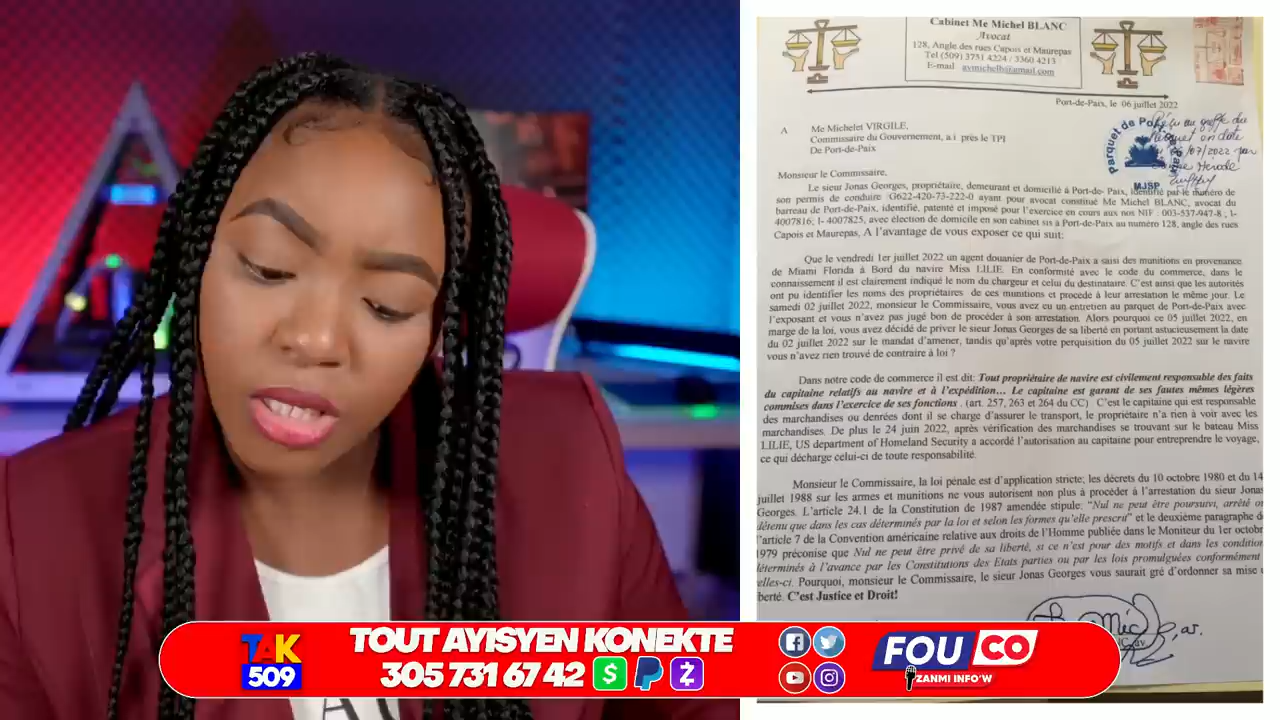 Cabinet Me Michel BLANC
Avocat
128, Angle des rues Capois et Maurepas
Tel (509) 3751 4224 / 3360 4213
E-mail avmichelb@amail.com
Port-de-Paix, le 06 juillet 2022
A Me Michelet VIRGILE,
Commissaire du Gouvernement, a.i près le TPI
De Port-de-Paix
Parquet de Port de Paix
MJSP
Monsieur le Commissaire,
Le sieur Jonas Georges, propriétaire, demeurant et domicilié à Port-de- Paix, identifié par le numéro de
son permis de conduire G622-420-73-222-0 ayant pour avocat constitué Me Michel BLANC, avocat du
barreau de Port-de-Paix, identifié, patenté et imposé pour l'exercice en cours aux nos NIF : 003-537-947-8 ; I-
4007816; I- 4007825, avec élection de domicile en son cabinet sis à Port-de-Paix au numéro 128, angle des rues
Capois et Maurepas, A l'avantage de vous exposer ce qui suit:
Que le vendredi 1er juillet 2022 un agent douanier de Port-de-Paix a saisi des munitions en provenance
de Miami Florida à Bord du navire Miss LILIE. En conformité avec le code du commerce, dans le
connaissement il est clairement indiqué le nom du chargeur et celui du destinataire. C'est ainsi que les autorités
ont pu identifier les noms des propriétaires de ces munitions et procédé à leur arrestation le même jour. Le
samedi 02 juillet 2022, monsieur le Commissaire, vous avez eu un entretien au parquet de Port-de-Paix avec
l'exposant et vous n'avez pas jugé bon de procéder à son arrestation. Alors pourquoi ce 05 juillet 2022, en
marge de la loi, vous avez décidé de priver le sieur Jonas Georges de sa liberté en portant astucieusement la date
du 02 juillet 2022 sur le mandat d'amener, tandis qu'après votre perquisition du 05 juillet 2022 sur le navire
vous n'avez rien trouvé de contraire à loi ?
Dans notre code de commerce il est dit: Tout propriétaire de navire est civilement responsable des faits
du capitaine relatifs au navire et à l'expédition... Le capitaine est garant de ses fautes mêmes légères
commises dans l'exercice de ses fonctions . (art. 257, 263 et 264 du CC) C'est le capitaine qui est responsable
des marchandises ou denrées dont il se charge d'assurer le transport, le propriétaire n'a rien à voir avec les
marchandises. De plus le 24 juin 2022, après vérification des marchandises se trouvant sur le bateau Miss
LILIE, US department of Homeland Security a accordé l'autorisation au capitaine pour entreprendre le voyage,
ce qui décharge celui-ci de toute responsabilité.
Monsieur le Commissaire, la loi pénale est d'application stricte; les décrets du 10 octobre 1980 et du 14
juillet 1988 sur les armes et munitions ne vous autorisent non plus à procéder à l'arrestation du sieur Jonas
Georges. L'article 24.1 de la Constitution de 1987 amendée stipule: "Nul ne peut être poursuivi, arrêté o
détenu que dans les cas déterminés par la loi et selon les formes qu'elle prescrit" et le deuxième paragraphe d
l'article 7 de la Convention américaine relative aux droits de l'Homme publiée dans le Moniteur du 1er octobr
1979 préconise que Nul ne peut être privé de sa liberté, si ce n'est pour des motifs et dans les condition
déterminés à l'avance par les Constitutions des Etats parties ou par les lois promulguées conformément
elles-ci. Pourquoi, monsieur le Commissaire, le sieur Jonas Georges vous saurait gré d'ordonner sa mise
berté. C'est Justice et Droit!
TAK
509
TOUT AYISYEN KONEKTE
305 731 67 42
FOUCO
ZANMI INFO'W